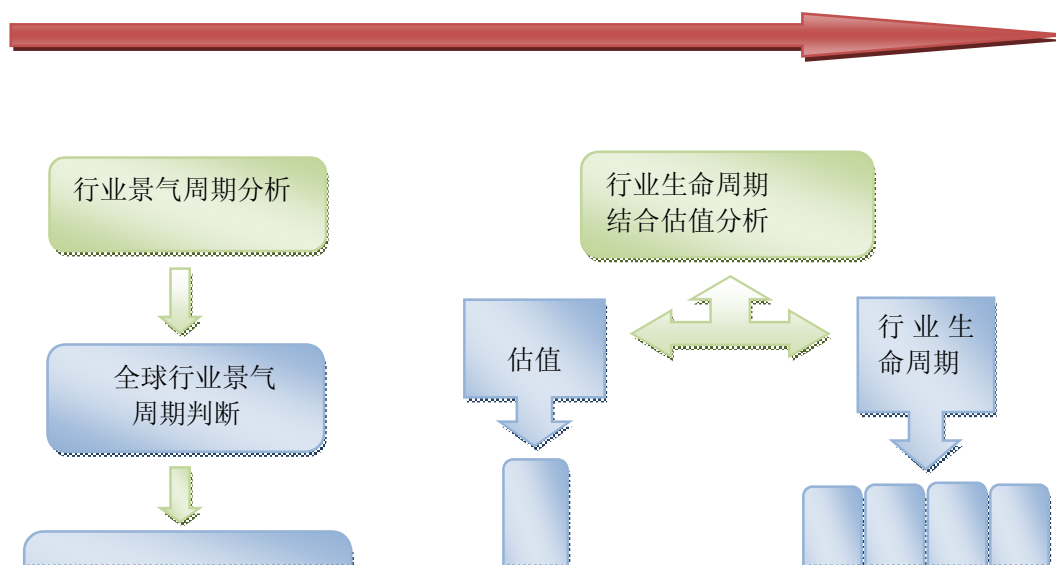 行业景气周期分析
全球行业景气
周期判断
行业生命周期
结合估值分析
估值
行业生
命周期